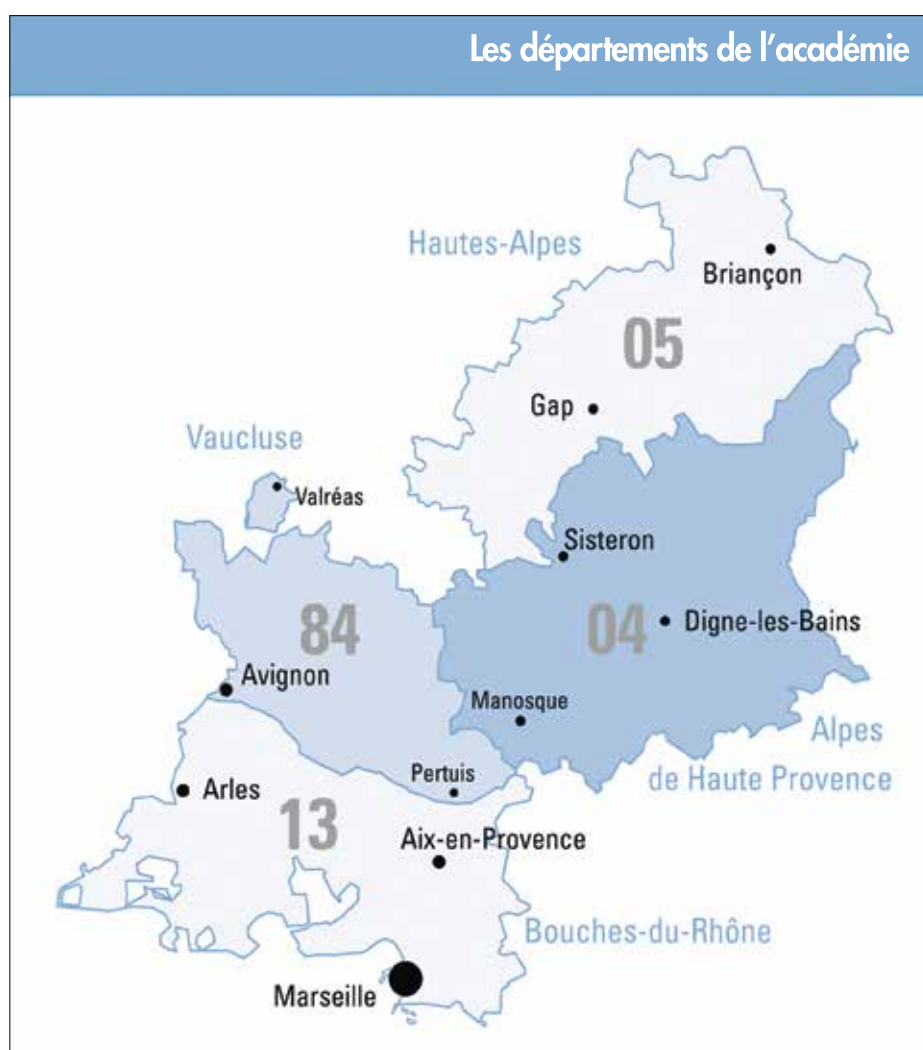 Les départements de l'académie
Hautes-Alpes
Briançon
05
Gap
Vaucluse
Valréas
Sisteron
84
04
Digne-les-Bains
Avignon
Manosque
Alpes
de Haute Provence
Pertuis
Arles
13
Aix-en-Provence
Bouches-du-Rhône
Marseille